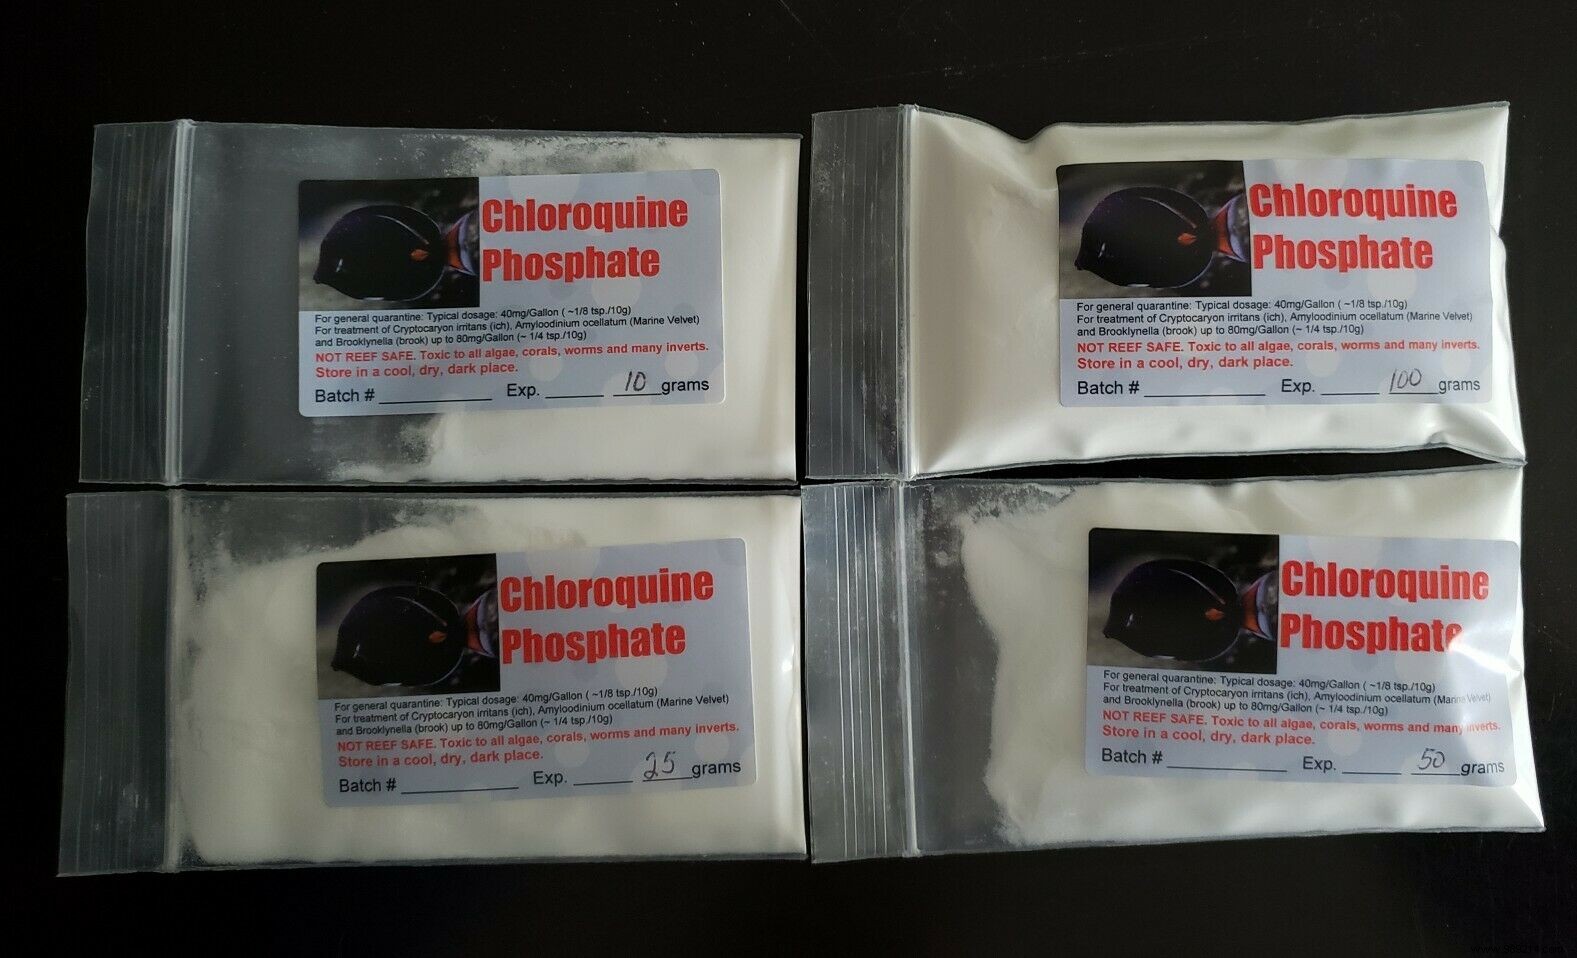 Chloroquine
Phosphate
For general quarantine: Typical dosage: 40mg/Gallon ( ~1/8 tsp./10g)
For treatment of Cryptocaryon irritans (ich), Amyloodinium ocellatum (Marine Velvet)
and Brooklynella (brook) up to 80mg/Gallon (~ 1/4 tsp./10g)
NOT REEF SAFE. Toxic to all algae, corals, worms and many inverts.
Store in a cool, dry, dark place.
Batch # Exp. 10 grams
Chloroquine
Phosphate
For general quarantine: Typical dosage: 40mg/Gallon ( ~1/8 tsp./10g)
For treatment of Cryptocaryon irritans (ich), Amyloodinium ocellatum (Marine Velvet)
and Brooklynella (brook) up to 80mg/Gallon (~ 1/4 tsp./10g)
NOT REEF SAFE. Toxic to all algae, corals, worms and many inverts.
Store in a cool, dry, dark place.
Batch # Exp. 100 grams
Chloroquine
Phosphate
For general quarantine: Typical dosage: 40mg/Gallon ( ~1/8 tsp./10g)
For treatment of Cryptocaryon irritans (ich), Amyloodinium ocellatum (Marine Velvet)
and Brooklynella (brook) up to 80mg/Gallon (~ 1/4 tsp./10g)
NOT REEF SAFE. Toxic to all algae, corals, worms and many inverts.
Store in a cool, dry, dark place.
Batch # Exp. 25 grams
Chloroquine
Phosphate
For general quarantine: Typical dosage: 40mg/Gallon ( ~1/8 tsp./10g)
For treatment of Cryptocaryon irritans (ich), Amyloodinium ocellatum (Marine Velvet)
and Brooklynella (brook) up to 80mg/Gallon (~ 1/4 tsp./10g)
NOT REEF SAFE. Toxic to all algae, corals, worms and many inverts.
Store in a cool, dry, dark place.
Batch # Exp. 50 grams